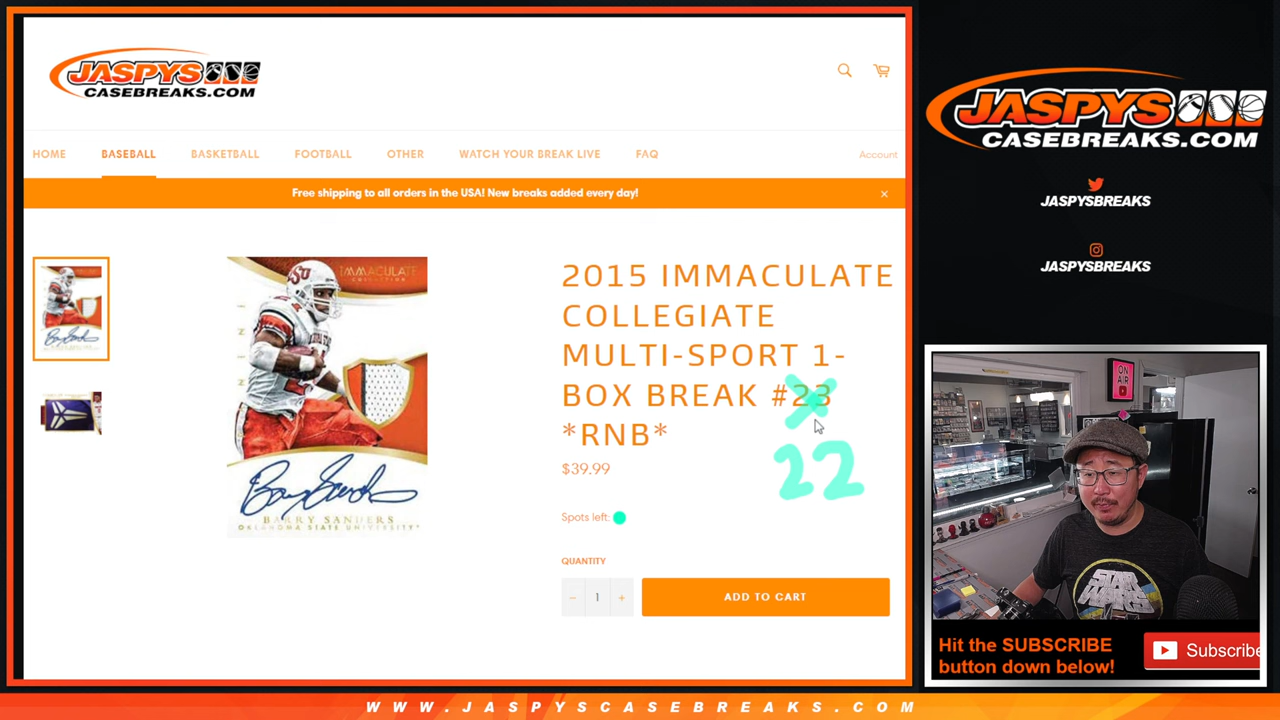 JASPYS
CASEBREAKS.COM
HOME BASEBALL BASKETBALL FOOTBALL OTHER WATCH YOUR BREAK LIVE FAQ Account
Free shipping to all orders in the USA! New breaks added every day! ×
IMMACULATE
COLLECTION
BARRY SANDERS
OKLAHOMA STATE UNIVERSITY
2015 IMMACULATE
COLLEGIATE
MULTI-SPORT 1-
BOX BREAK #23
*RNB*
22
$39.99
Spots left:
QUANTITY
− 1 +
ADD TO CART
JASPYS
CASEBREAKS.COM
JASPYSBREAKS
JASPYSBREAKS
ON
AIR
STAR
WARS
Hit the SUBSCRIBE
button down below!
Subscribe
WWW.JASPYSCASEBREAKS.COM